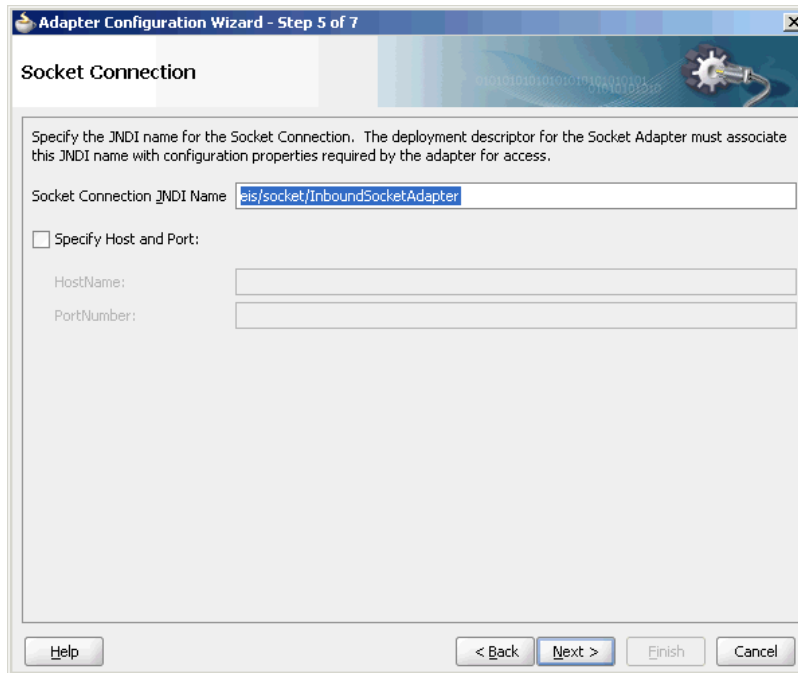 Adapter Configuration Wizard - Step 5 of 7
Socket Connection
Specify the JNDI name for the Socket Connection. The deployment descriptor for the Socket Adapter must associate
this JNDI name with configuration properties required by the adapter for access.
Socket Connection JNDI Name eis/socket/InboundSocketAdapter
Specify Host and Port:
HostName:
PortNumber:
Help < Back Next > Finish Cancel